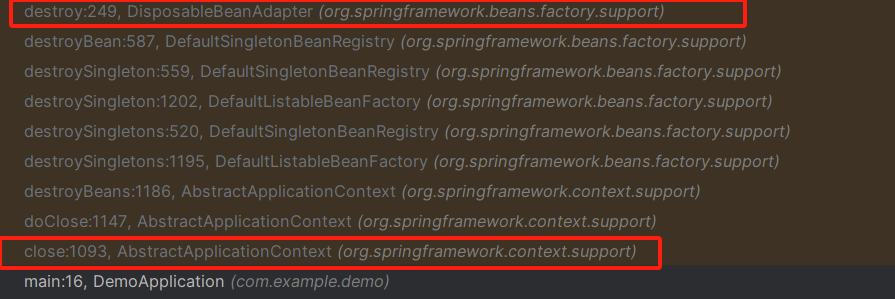 destroy:249, DisposableBeanAdapter (org.springframework.beans.factory.support)
destroyBean:587, DefaultSingletonBeanRegistry (org.springframework.beans.factory.support)
destroySingleton:559, DefaultSingletonBeanRegistry (org.springframework.beans.factory.support)
destroySingleton:1202, DefaultListableBeanFactory (org.springframework.beans.factory.support)
destroySingletons:520, DefaultSingletonBeanRegistry (org.springframework.beans.factory.support)
destroySingletons:1195, DefaultListableBeanFactory (org.springframework.beans.factory.support)
destroyBeans:1186, AbstractApplicationContext (org.springframework.context.support)
doClose:1147, AbstractApplicationContext (org.springframework.context.support)
close:1093, AbstractApplicationContext (org.springframework.context.support)
main:16, DemoApplication (com.example.demo)